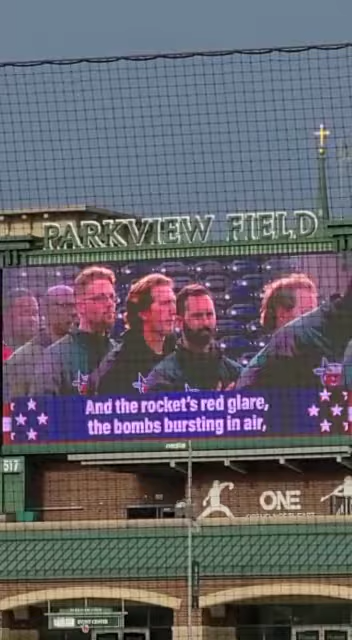 PARKVIEW FIELD
And the rocket's red glare,
the bombs bursting in air,
517
ONE